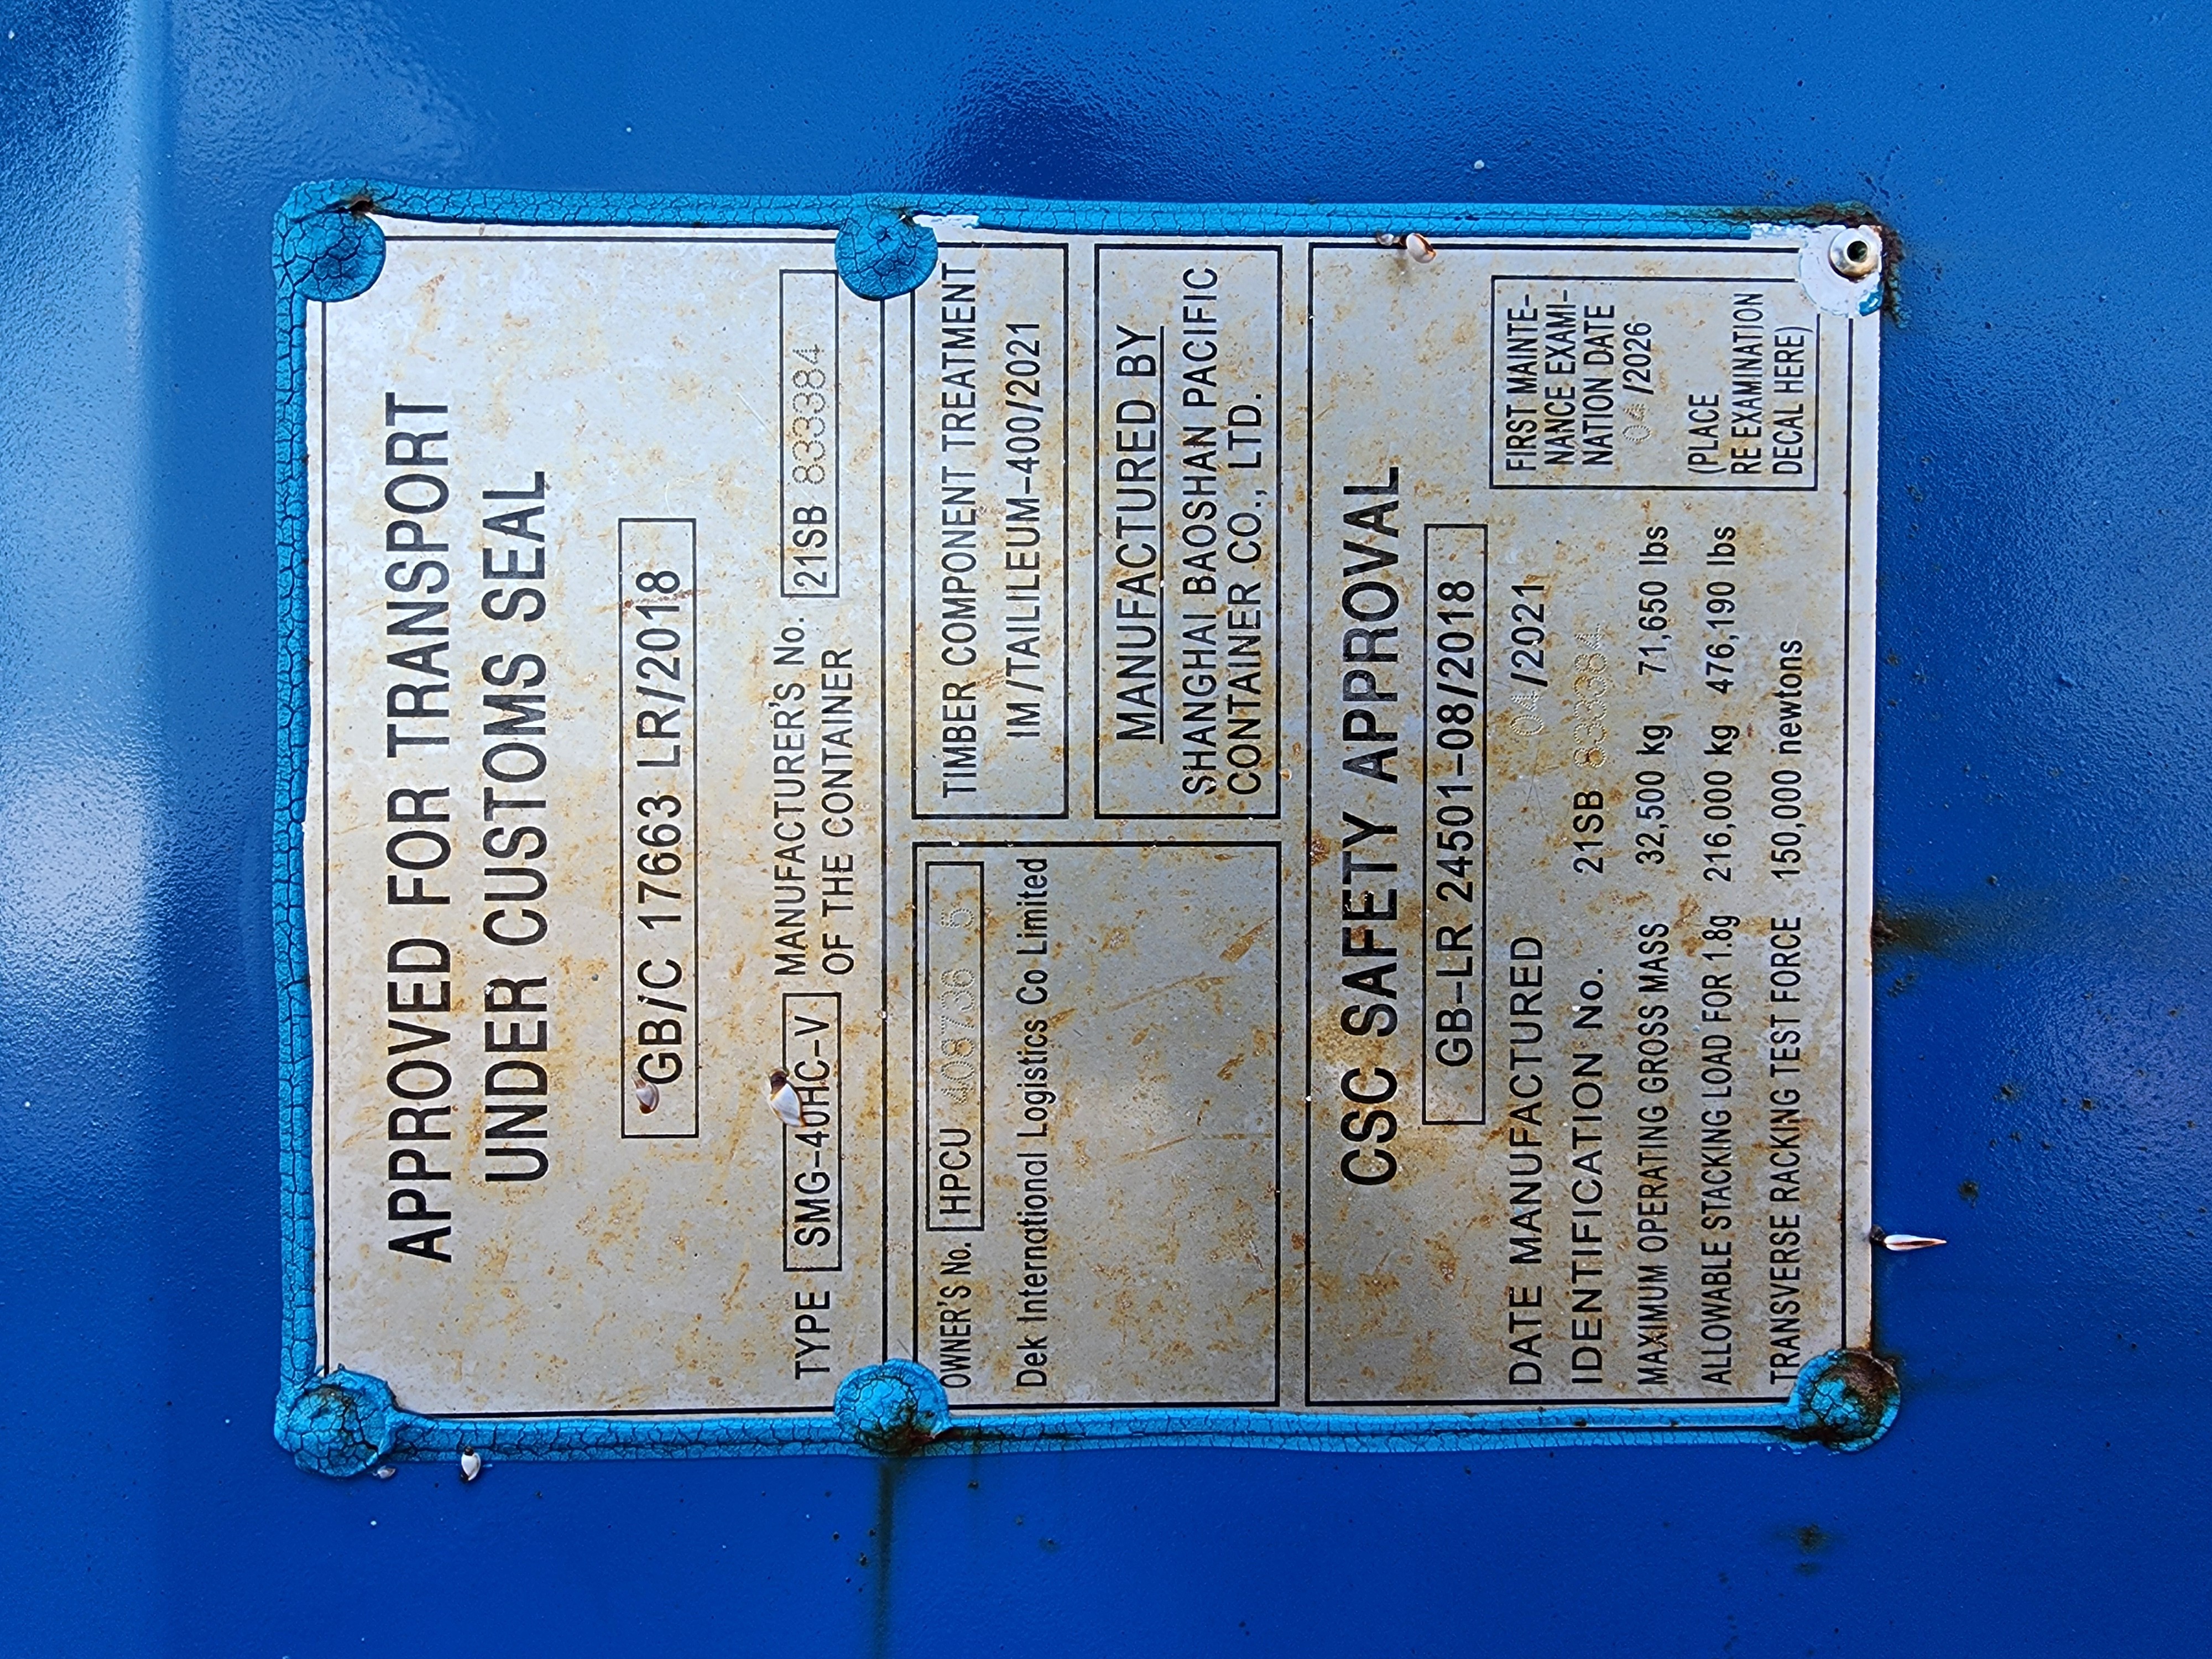 APPROVED FOR TRANSPORT
UNDER CUSTOMS SEAL
GB/C 17663 LR/2018
TYPE SMG-40HC-V MANUFACTURER'S No. 21SB 833384
OF THE CONTAINER
OWNER'S No. HPCU 408736 5
Dek International Logistics Co Limited
TIMBER COMPONENT TREATMENT
IM/TAILILEUM-400/2021
MANUFACTURED BY
SHANGHAI BAOSHAN PACIFIC
CONTAINER CO., LTD.
CSC SAFETY APPROVAL
GB-LR 24501-08/2018
DATE MANUFACTURED 04/2021
IDENTIFICATION No. 21SB 833384
MAXIMUM OPERATING GROSS MASS 32,500 kg 71,650 lbs
ALLOWABLE STACKING LOAD FOR 1.8g 216,000 kg 476,190 lbs
TRANSVERSE RACKING TEST FORCE 150,000 newtons
FIRST MAINTE-
NANCE EXAMI-
NATION DATE
04 /2026
(PLACE
RE EXAMINATION
DECAL HERE)